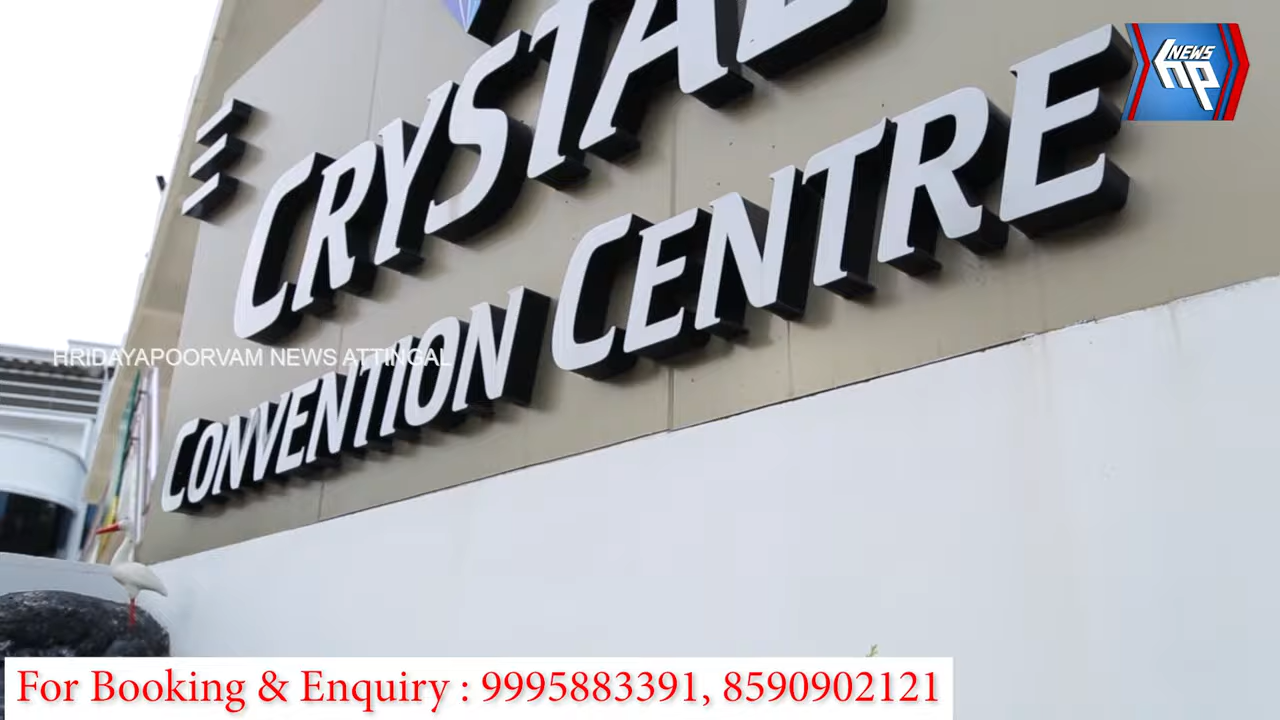 NEWS
hp
CRYSTAL
CONVENTION CENTRE
HRIDAYAPOORVAM NEWS ATTINGAL
For Booking & Enquiry : 9995883391, 8590902121